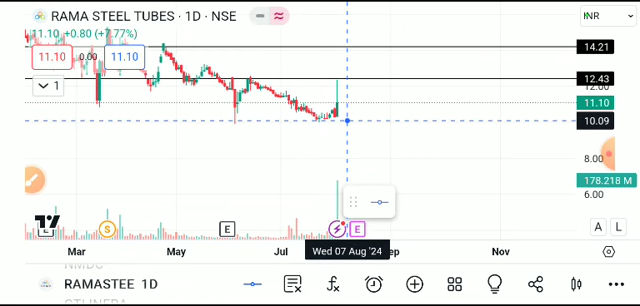 RAMA STEEL TUBES · 1D · NSE
INR
11.10 +0.80 (+7.77%)
11.10 0.00 11.10
1
14.21
12.43
12.00
11.10
10.09
8.00
178.218 M
6.00
E S E E
A L
Mar May Jul Wed 07 Aug '24 ep Nov
NMDC
RAMASTEE 1D